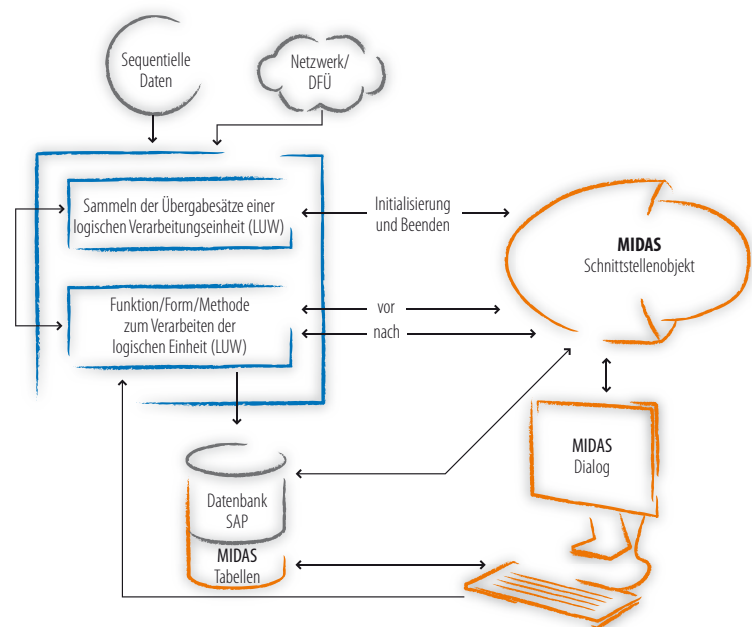 Sequentielle
Daten
Netzwerk/
DFÜ
Sammeln der Übergabesätze einer
logischen Verarbeitungseinheit (LUW)
Initialisierung
und Beenden
MIDAS
Schnittstellenobjekt
Funktion/Form/Methode
zum Verarbeiten der
logischen Einheit (LUW)
vor
nach
MIDAS
Dialog
Datenbank
SAP
MIDAS
Tabellen